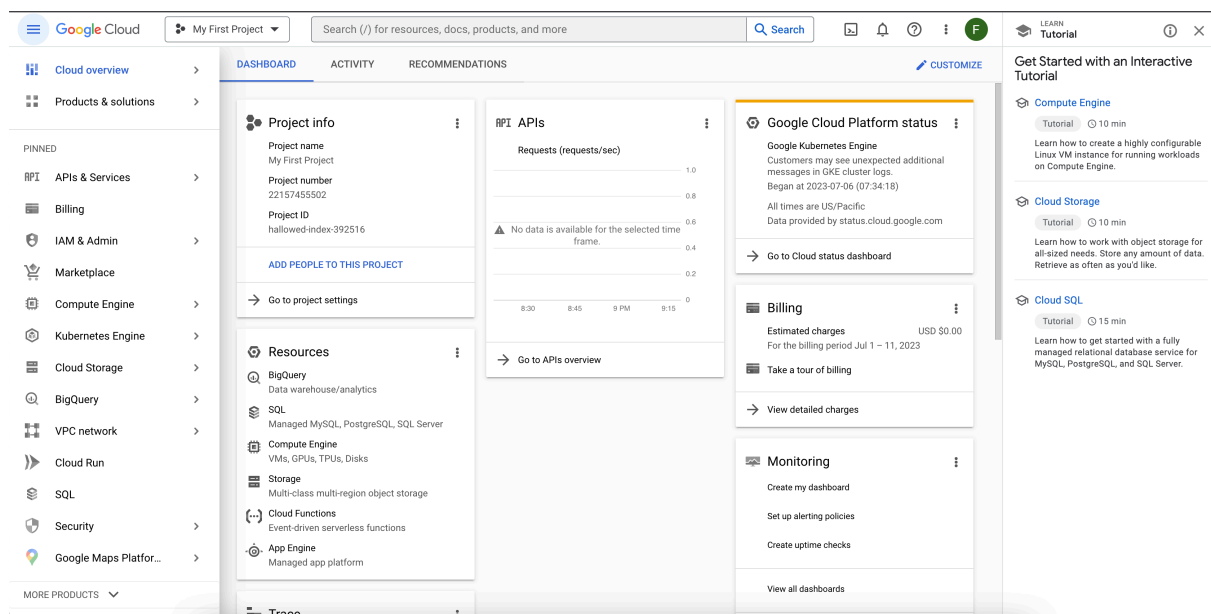 Google Cloud
My First Project
Search (/) for resources, docs, products, and more
Search
F
Cloud overview
Products & solutions
PINNED
API APIs & Services
Billing
IAM & Admin
Marketplace
Compute Engine
Kubernetes Engine
Cloud Storage
BigQuery
VPC network
Cloud Run
SQL
Security
Google Maps Platfor...
MORE PRODUCTS
DASHBOARD ACTIVITY RECOMMENDATIONS
CUSTOMIZE
Project info
Project name
My First Project
Project number
22157455502
Project ID
hallowed-index-392516
ADD PEOPLE TO THIS PROJECT
Go to project settings
Resources
BigQuery
Data warehouse/analytics
SQL
Managed MySQL, PostgreSQL, SQL Server
Compute Engine
VMs, GPUs, TPUs, Disks
Storage
Multi-class multi-region object storage
Cloud Functions
Event-driven serverless functions
App Engine
Managed app platform
Trace
API APIs
Requests (requests/sec)
1.0
0.8
0.6
No data is available for the selected time
frame.
0.4
0.2
0
8:30 8:45 9 PM 9:15
Go to APIs overview
Google Cloud Platform status
Google Kubernetes Engine
Customers may see unexpected additional
messages in GKE cluster logs.
Began at 2023-07-06 (07:34:18)
All times are US/Pacific
Data provided by status.cloud.google.com
Go to Cloud status dashboard
Billing
Estimated charges USD $0.00
For the billing period Jul 1 – 11, 2023
Take a tour of billing
View detailed charges
Monitoring
Create my dashboard
Set up alerting policies
Create uptime checks
View all dashboards
LEARN
Tutorial
Get Started with an Interactive
Tutorial
Compute Engine
Tutorial 10 min
Learn how to create a highly configurable
Linux VM instance for running workloads
on Compute Engine.
Cloud Storage
Tutorial 10 min
Learn how to work with object storage for
all-sized needs. Store any amount of data.
Retrieve as often as you'd like.
Cloud SQL
Tutorial 15 min
Learn how to get started with a fully
managed relational database service for
MySQL, PostgreSQL, and SQL Server.